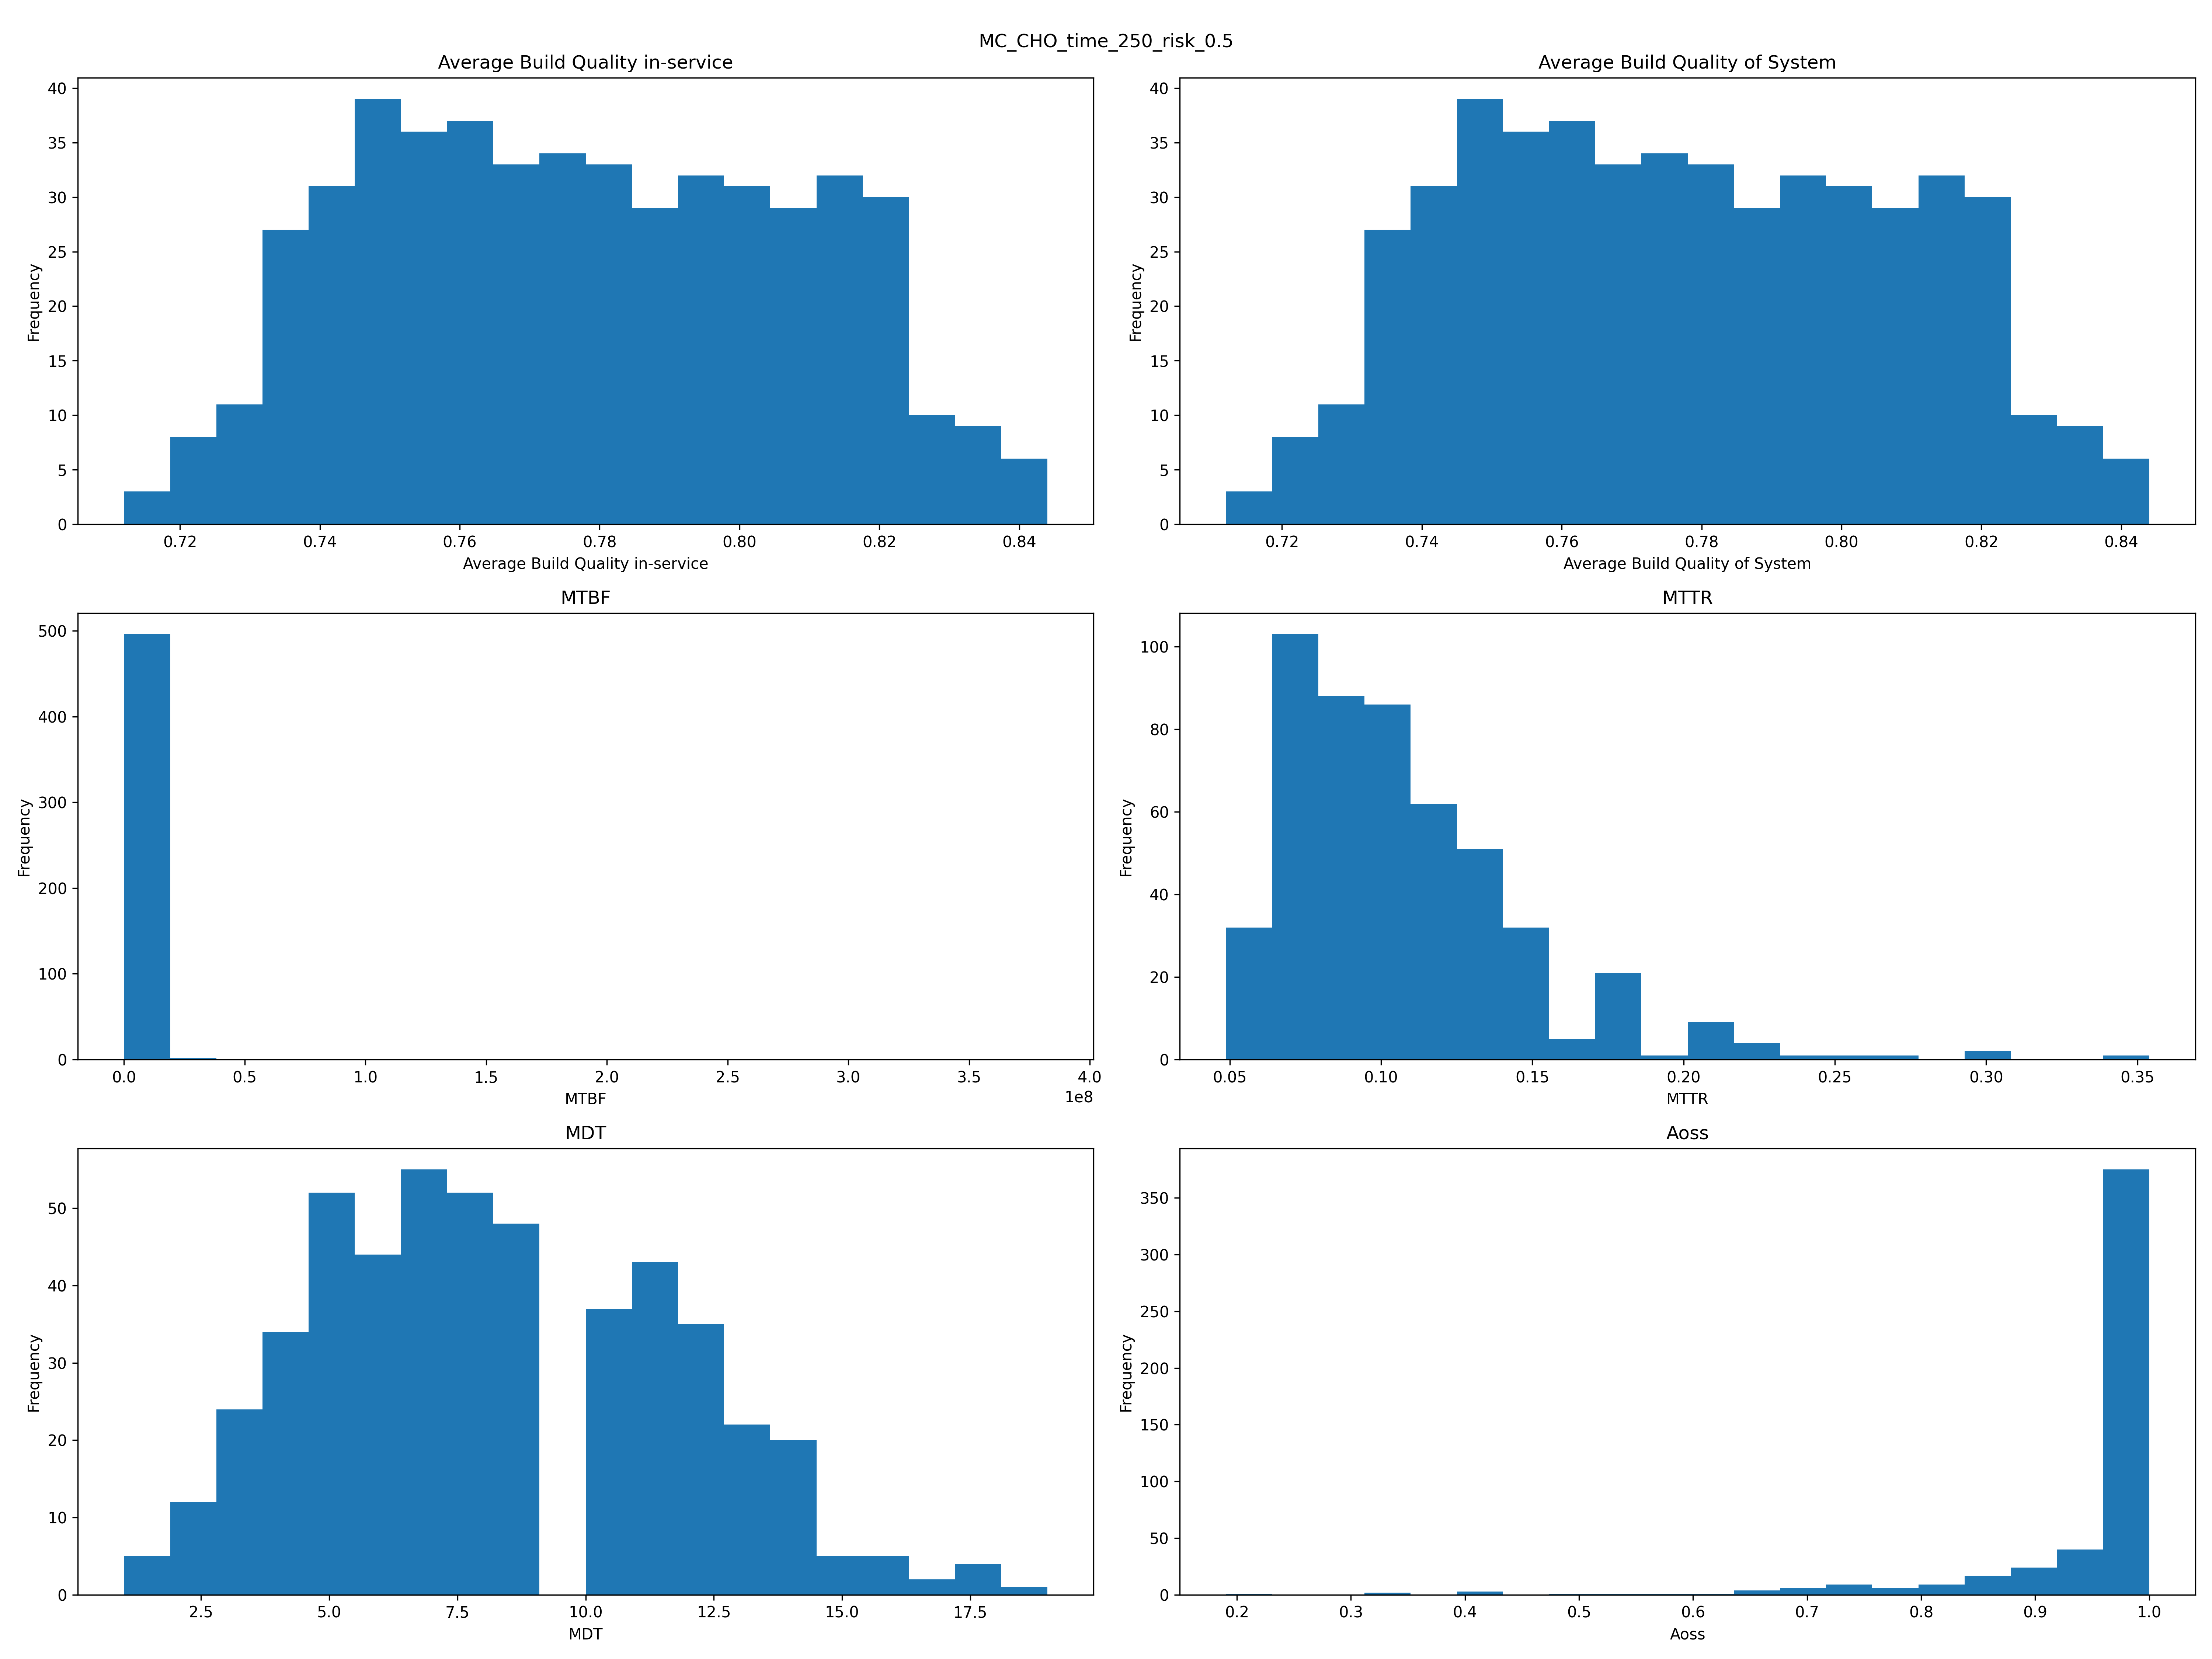 MC_CHO_time_250_risk_0.5
Average Build Quality in-service
Frequency
40
35
30
25
20
15
10
5
0
0.72 0.74 0.76 0.78 0.80 0.82 0.84
Average Build Quality in-service
Average Build Quality of System
Frequency
40
35
30
25
20
15
10
5
0
0.72 0.74 0.76 0.78 0.80 0.82 0.84
Average Build Quality of System
MTBF
Frequency
500
400
300
200
100
0
0.0 0.5 1.0 1.5 2.0 2.5 3.0 3.5 4.0
1e8
MTBF
MTTR
Frequency
100
80
60
40
20
0
0.05 0.10 0.15 0.20 0.25 0.30 0.35
MTTR
MDT
Frequency
50
40
30
20
10
0
2.5 5.0 7.5 10.0 12.5 15.0 17.5
MDT
Aoss
Frequency
350
300
250
200
150
100
50
0
0.2 0.3 0.4 0.5 0.6 0.7 0.8 0.9 1.0
Aoss